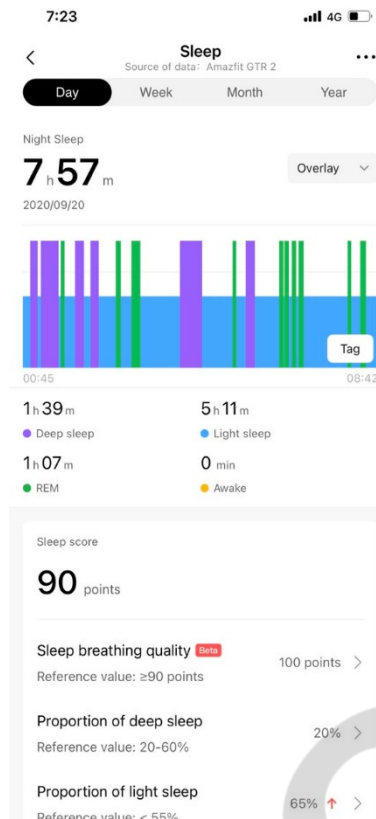 7:23
4G
Sleep
Source of data: Amazfit GTR 2
Day Week Month Year
Night Sleep
7 h 57 m
Overlay
2020/09/20
Tag
00:45 08:42
1 h 39 m 5 h 11 m
Deep sleep Light sleep
1 h 07 m 0 min
REM Awake
Sleep score
90 points
Sleep breathing quality Beta
100 points
Reference value: ≥90 points
Proportion of deep sleep
20%
Reference value: 20-60%
Proportion of light sleep
65% ↑
Reference value: < 55%